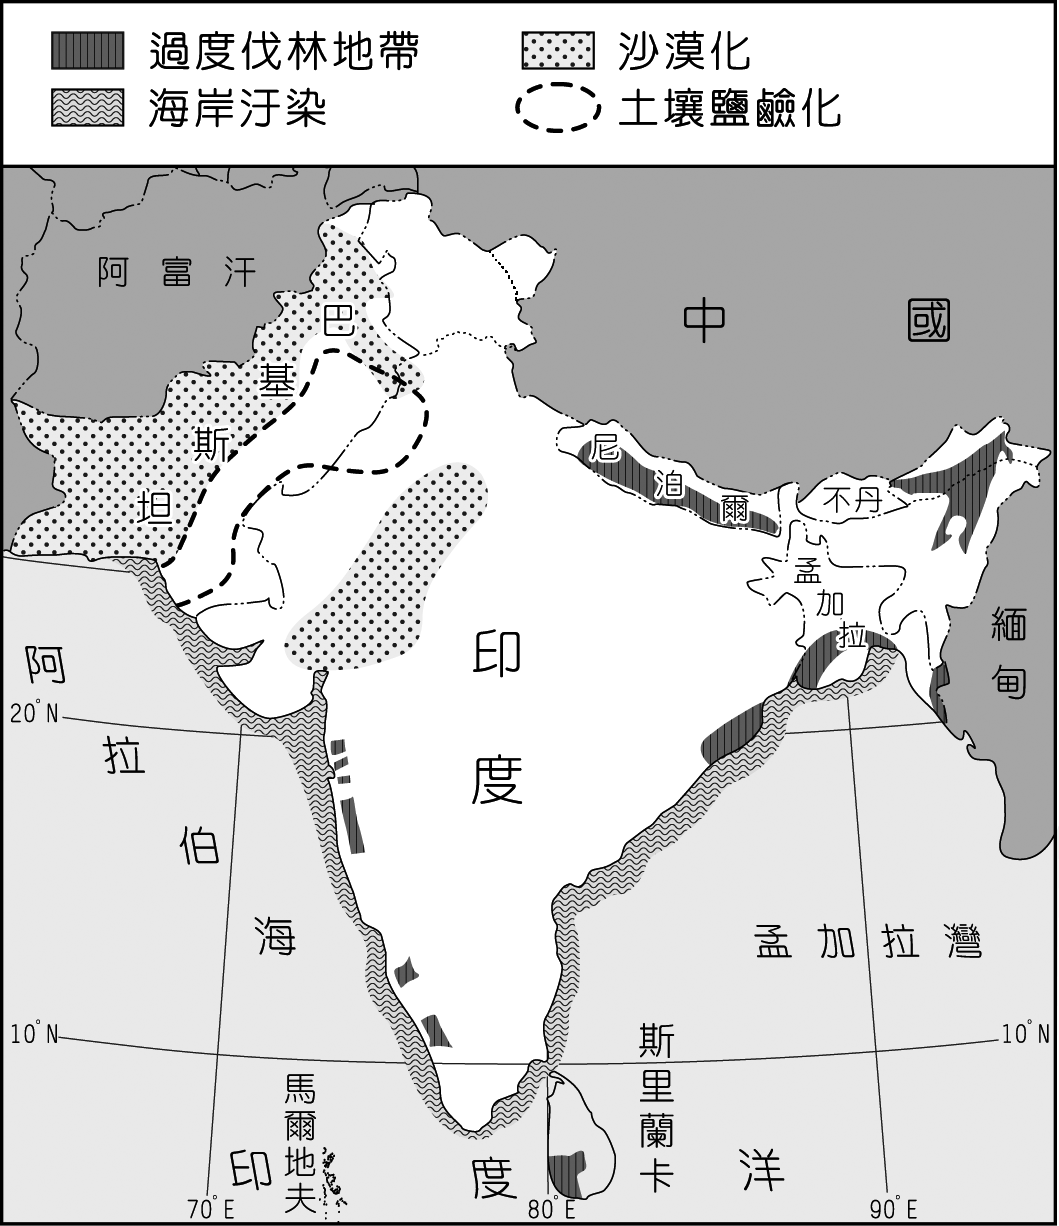 過度伐林地帶
沙漠化
海岸汙染
土壤鹽鹼化
阿富汗
中國
巴基斯坦
尼泊爾
不丹
孟加拉
緬甸
印度
阿拉伯海
孟加拉灣
斯里蘭卡
馬爾地夫
印度洋
20°N
10°N
10°N
70°E
80°E
90°E